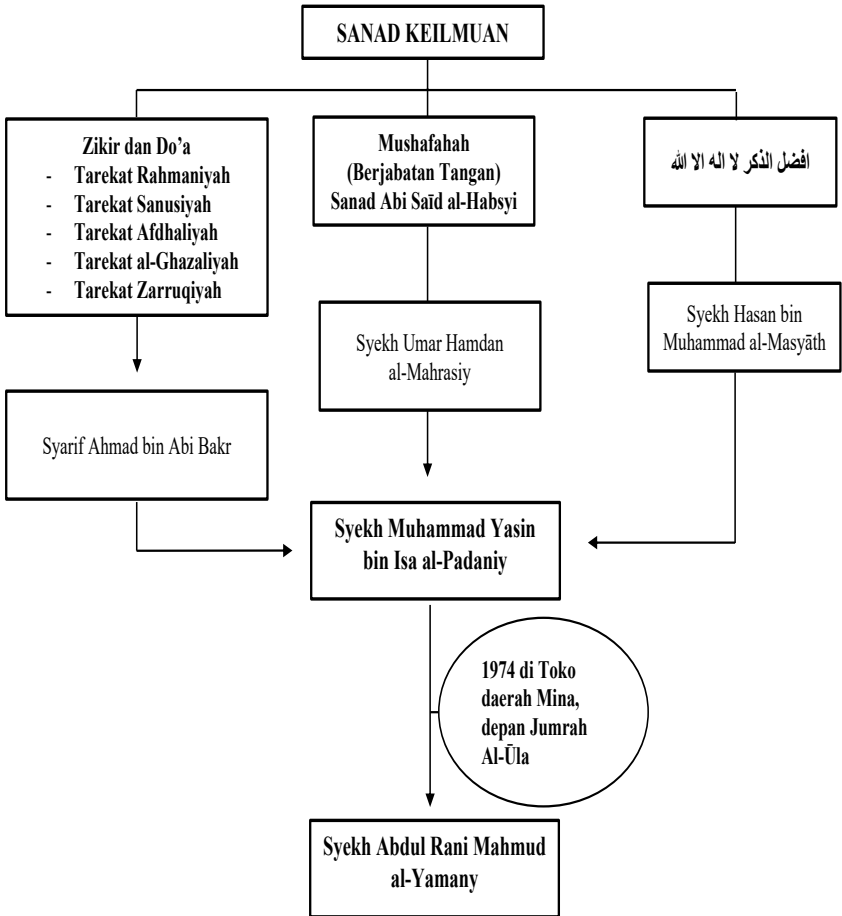 SANAD KEILMUAN
Zikir dan Do’a
- Tarekat Rahmaniyah
- Tarekat Sanusiyah
- Tarekat Afdhaliyah
- Tarekat al-Ghazaliyah
- Tarekat Zarruqiyah
Mushafahah
(Berjabatan Tangan)
Sanad Abi Saīd al-Habsyi
افضل الذكر لا اله الا الله
Syarif Ahmad bin Abi Bakr
Syekh Umar Hamdan
al-Mahrasiy
Syekh Hasan bin
Muhammad al-Masyāth
Syekh Muhammad Yasin
bin Isa al-Padaniy
1974 di Toko
daerah Mina,
depan Jumrah
Al-Ūla
Syekh Abdul Rani Mahmud
al-Yamany